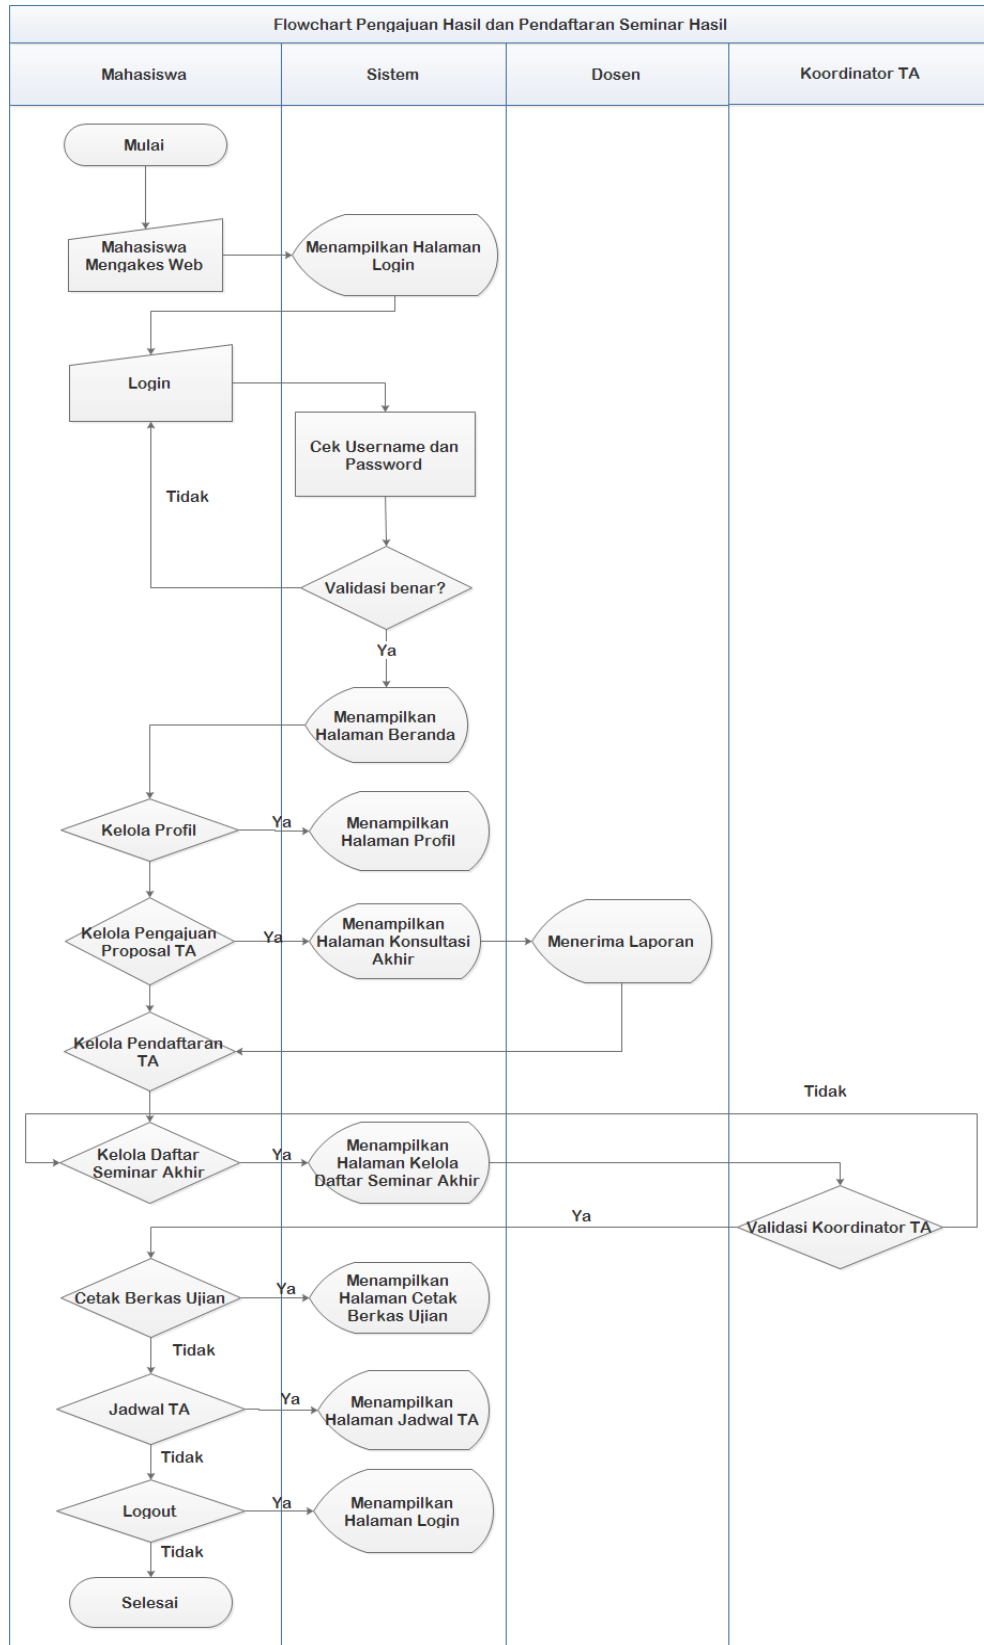 Flowchart Pengajuan Hasil dan Pendaftaran Seminar Hasil
Mahasiswa
Sistem
Dosen
Koordinator TA
Mulai
Mahasiswa
Mengakes Web
Menampilkan Halaman
Login
Login
Cek Username dan
Password
Tidak
Validasi benar?
Ya
Menampilkan
Halaman Beranda
Kelola Profil
Ya
Menampilkan
Halaman Profil
Kelola Pengajuan
Proposal TA
Ya
Menampilkan
Halaman Konsultasi
Akhir
Menerima Laporan
Kelola Pendaftaran
TA
Tidak
Kelola Daftar
Seminar Akhir
Ya
Menampilkan
Halaman Kelola
Daftar Seminar Akhir
Validasi Koordinator TA
Ya
Cetak Berkas Ujian
Ya
Menampilkan
Halaman Cetak
Berkas Ujian
Tidak
Jadwal TA
Ya
Menampilkan
Halaman Jadwal TA
Tidak
Logout
Ya
Menampilkan
Halaman Login
Tidak
Selesai